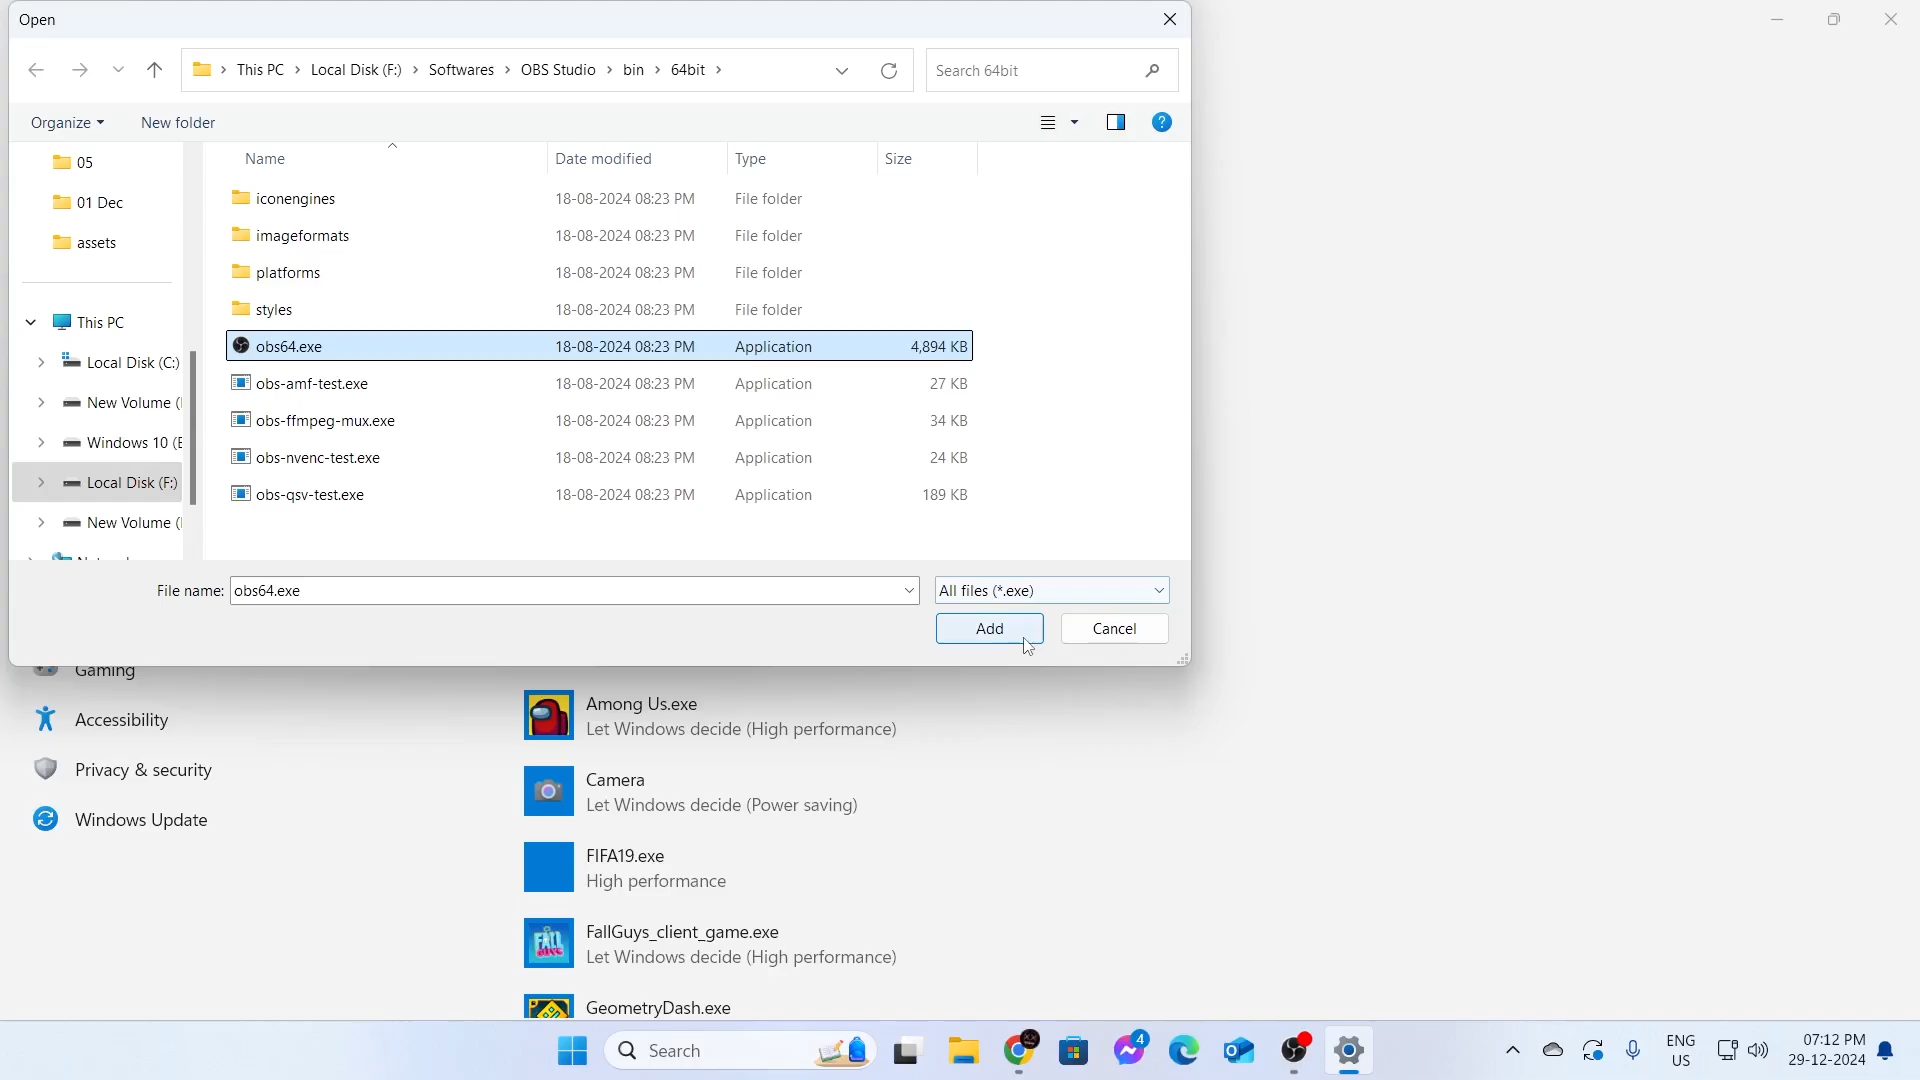 Open
This PC > Local Disk (F:) > Softwares > OBS Studio > bin > 64bit >
Search 64bit
Organize
New folder
Name
Date modified
Type
Size
05
01 Dec
assets
This PC
Local Disk (C:)
New Volume (
Windows 10 (E
Local Disk (F:)
New Volume (
iconengines 18-08-2024 08:23 PM File folder
imageformats 18-08-2024 08:23 PM File folder
platforms 18-08-2024 08:23 PM File folder
styles 18-08-2024 08:23 PM File folder
obs64.exe 18-08-2024 08:23 PM Application 4,894 KB
obs-amf-test.exe 18-08-2024 08:23 PM Application 27 KB
obs-ffmpeg-mux.exe 18-08-2024 08:23 PM Application 34 KB
obs-nvenc-test.exe 18-08-2024 08:23 PM Application 24 KB
obs-qsv-test.exe 18-08-2024 08:23 PM Application 189 KB
File name: obs64.exe
All files (*.exe)
Add
Cancel
Gaming
Accessibility
Privacy & security
Windows Update
Among Us.exe
Let Windows decide (High performance)
Camera
Let Windows decide (Power saving)
FIFA19.exe
High performance
FALL GUYS
FallGuys_client_game.exe
Let Windows decide (High performance)
GeometryDash.exe
Search
4
ENG
US
07:12 PM
29-12-2024